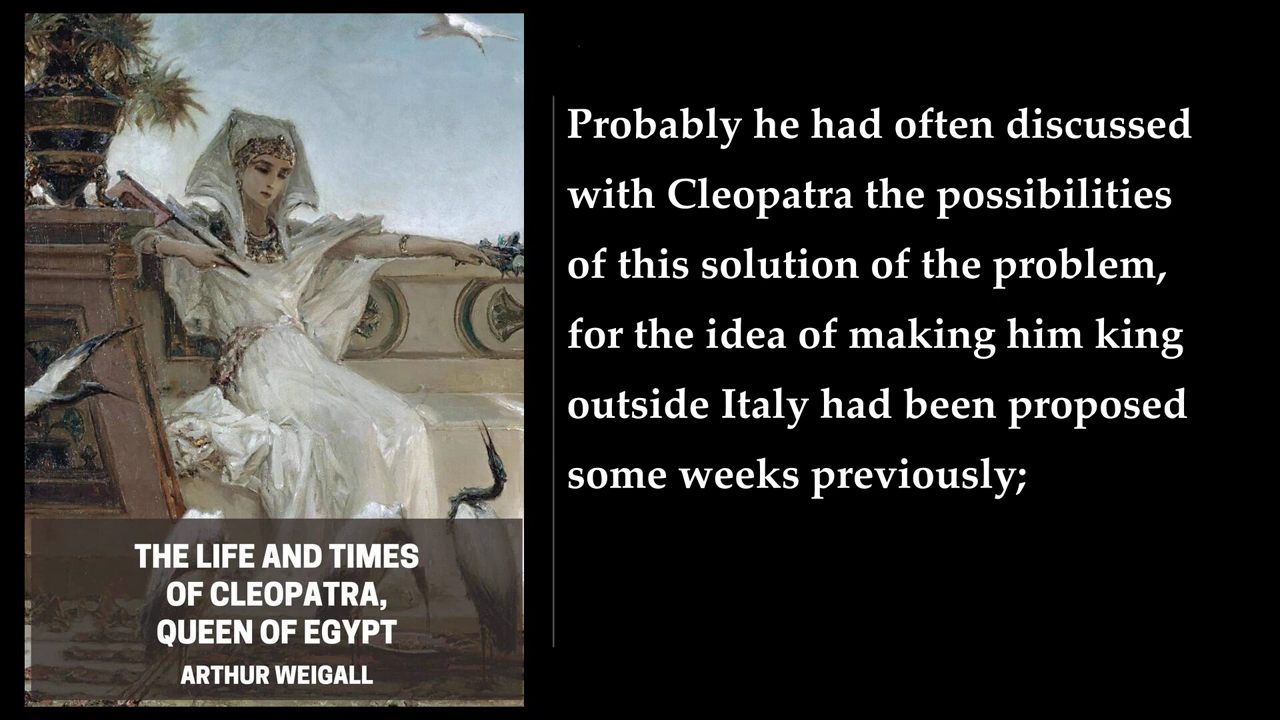 THE LIFE AND TIMES
OF CLEOPATRA,
QUEEN OF EGYPT
ARTHUR WEIGALL
Probably he had often discussed
with Cleopatra the possibilities
of this solution of the problem,
for the idea of making him king
outside Italy had been proposed
some weeks previously;